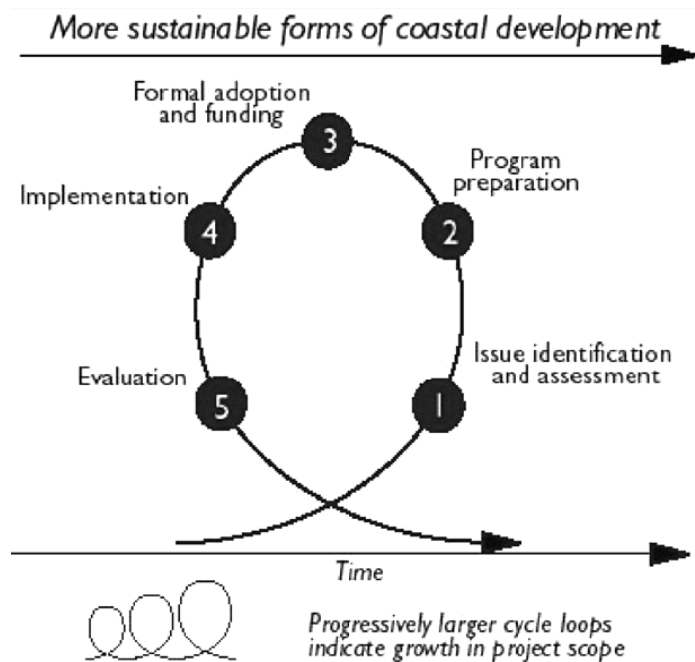 More sustainable forms of coastal development
Formal adoption
and funding
3
Program
preparation
Implementation
4
2
Issue identification
and assessment
Evaluation
5
1
Time
Progressively larger cycle loops
indicate growth in project scope